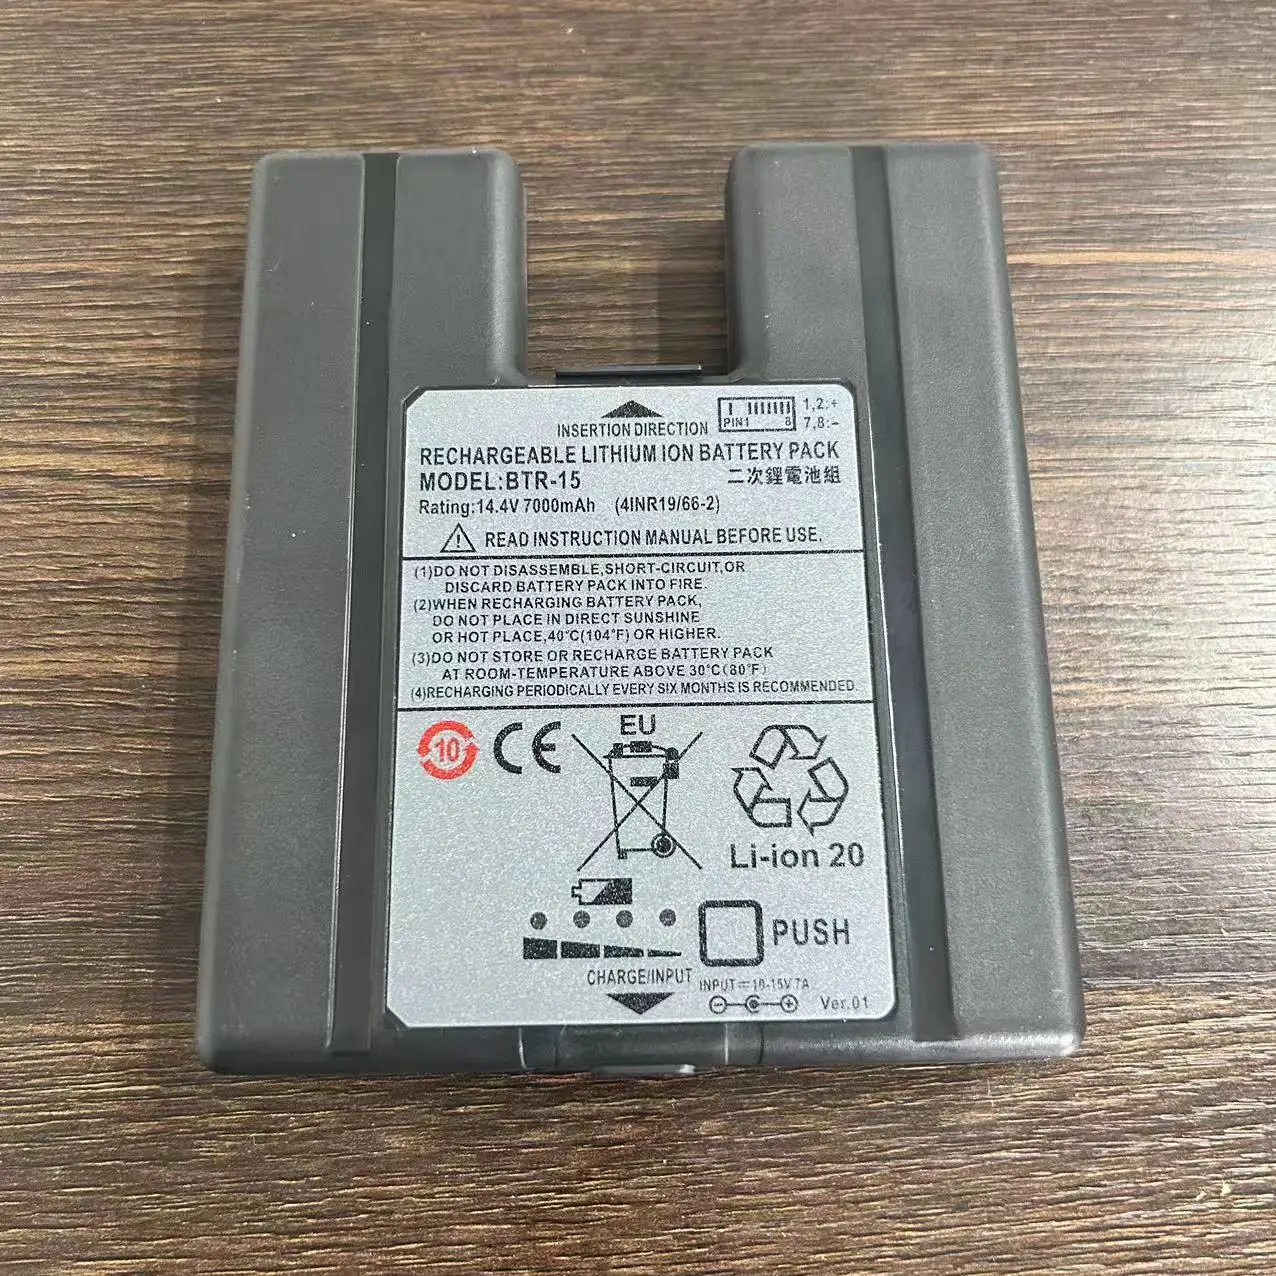 INSERTION DIRECTION
PIN1 8
1,2:+
7,8:−
RECHARGEABLE LITHIUM ION BATTERY PACK
MODEL:BTR-15
二次鋰電池組
Rating:14.4V 7000mAh (4INR19/66-2)
READ INSTRUCTION MANUAL BEFORE USE.
(1)DO NOT DISASSEMBLE,SHORT-CIRCUIT,OR
DISCARD BATTERY PACK INTO FIRE.
(2)WHEN RECHARGING BATTERY PACK,
DO NOT PLACE IN DIRECT SUNSHINE
OR HOT PLACE,40°C(104°F) OR HIGHER.
(3)DO NOT STORE OR RECHARGE BATTERY PACK
AT ROOM-TEMPERATURE ABOVE 30°C(80°F)
(4)RECHARGING PERIODICALLY EVERY SIX MONTHS IS RECOMMENDED.
10
CE
EU
Li-ion 20
PUSH
CHARGE/INPUT
INPUT⎓10-15V 7A
Ver.01